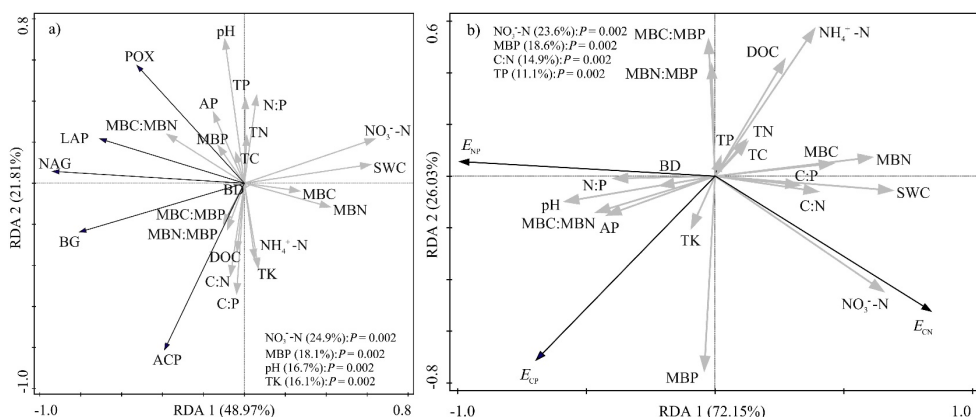 a)
0.8
-1.0
RDA 2 (21.81%)
-1.0
RDA 1 (48.97%)
0.8
pH
POX
TP
N:P
AP
LAP
MBC:MBN
MBP
TN
TC
NO₃⁻-N
NAG
SWC
BD
MBC
MBN
BG
MBC:MBP
MBN:MBP
DOC
NH₄⁺-N
C:N
TK
C:P
ACP
NO₃⁻-N (24.9%): P = 0.002
MBP (18.1%): P = 0.002
pH (16.7%): P = 0.002
TK (16.1%): P = 0.002
b)
0.6
-0.8
RDA 2 (26.03%)
-1.0
RDA 1 (72.15%)
1.0
NO₃⁻-N (23.6%): P = 0.002
MBP (18.6%): P = 0.002
C:N (14.9%): P = 0.002
TP (11.1%): P = 0.002
MBC:MBP
NH₄⁺-N
DOC
MBN:MBP
TP
TN
TC
E_NP
BD
MBC
MBN
N:P
C:P
SWC
pH
C:N
MBC:MBN
AP
TK
NO₃⁻-N
E_CN
E_CP
MBP